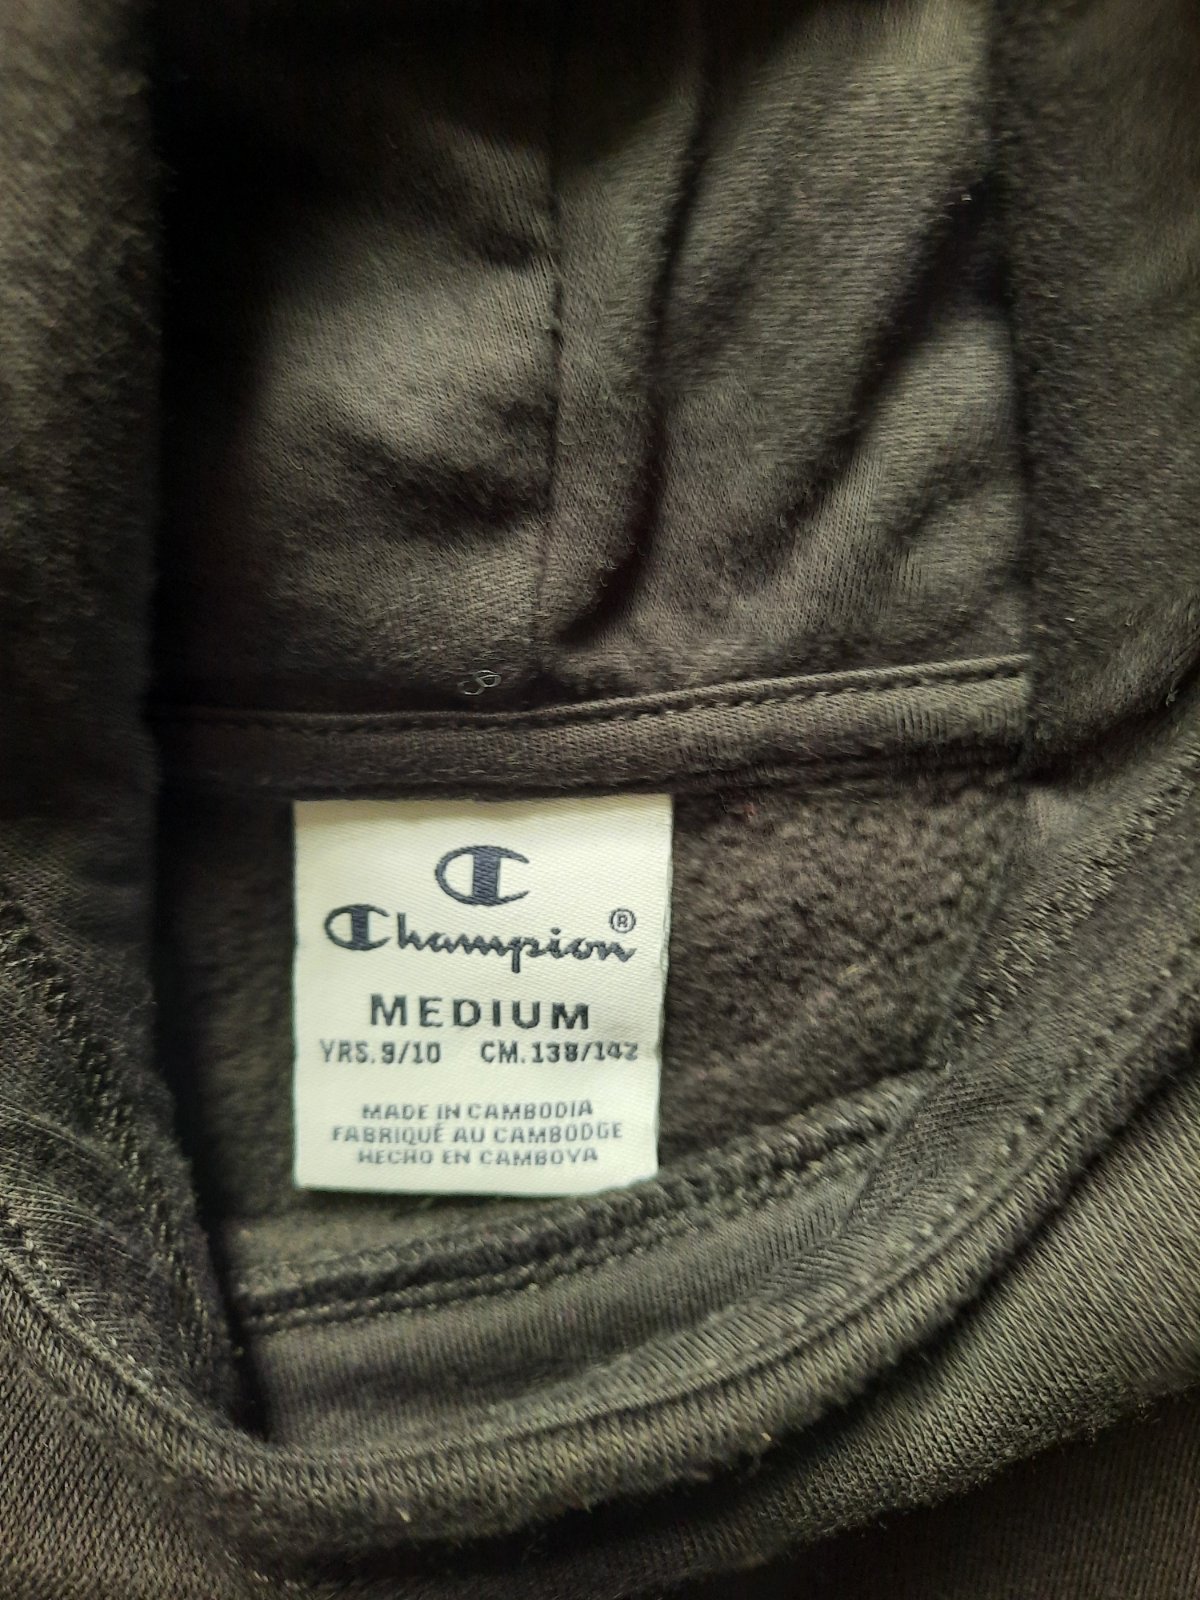 Champion®
MEDIUM
YRS.9/10 CM.138/142
MADE IN CAMBODIA
FABRIQUÉ AU CAMBODGE
HECHO EN CAMBOYA